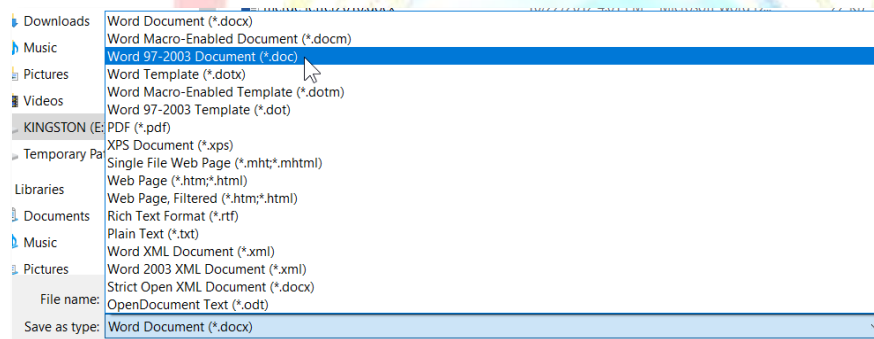 Downloads
Music
Pictures
Videos
KINGSTON (E:
Temporary Pa
Libraries
Documents
Music
Pictures
Word Document (*.docx)
Word Macro-Enabled Document (*.docm)
Word 97-2003 Document (*.doc)
Word Template (*.dotx)
Word Macro-Enabled Template (*.dotm)
Word 97-2003 Template (*.dot)
PDF (*.pdf)
XPS Document (*.xps)
Single File Web Page (*.mht;*.mhtml)
Web Page (*.htm;*.html)
Web Page, Filtered (*.htm;*.html)
Rich Text Format (*.rtf)
Plain Text (*.txt)
Word XML Document (*.xml)
Word 2003 XML Document (*.xml)
Strict Open XML Document (*.docx)
OpenDocument Text (*.odt)
File name:
Save as type: Word Document (*.docx)